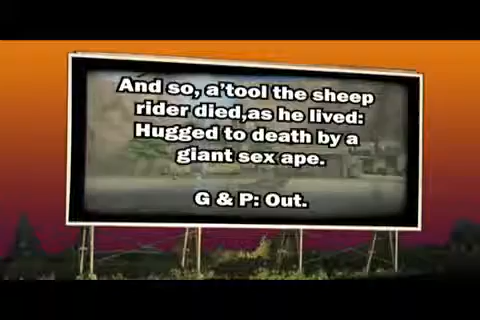 And so, a'tool the sheep
rider died,as he lived:
Hugged to death by a
giant sex ape.
G & P: Out.